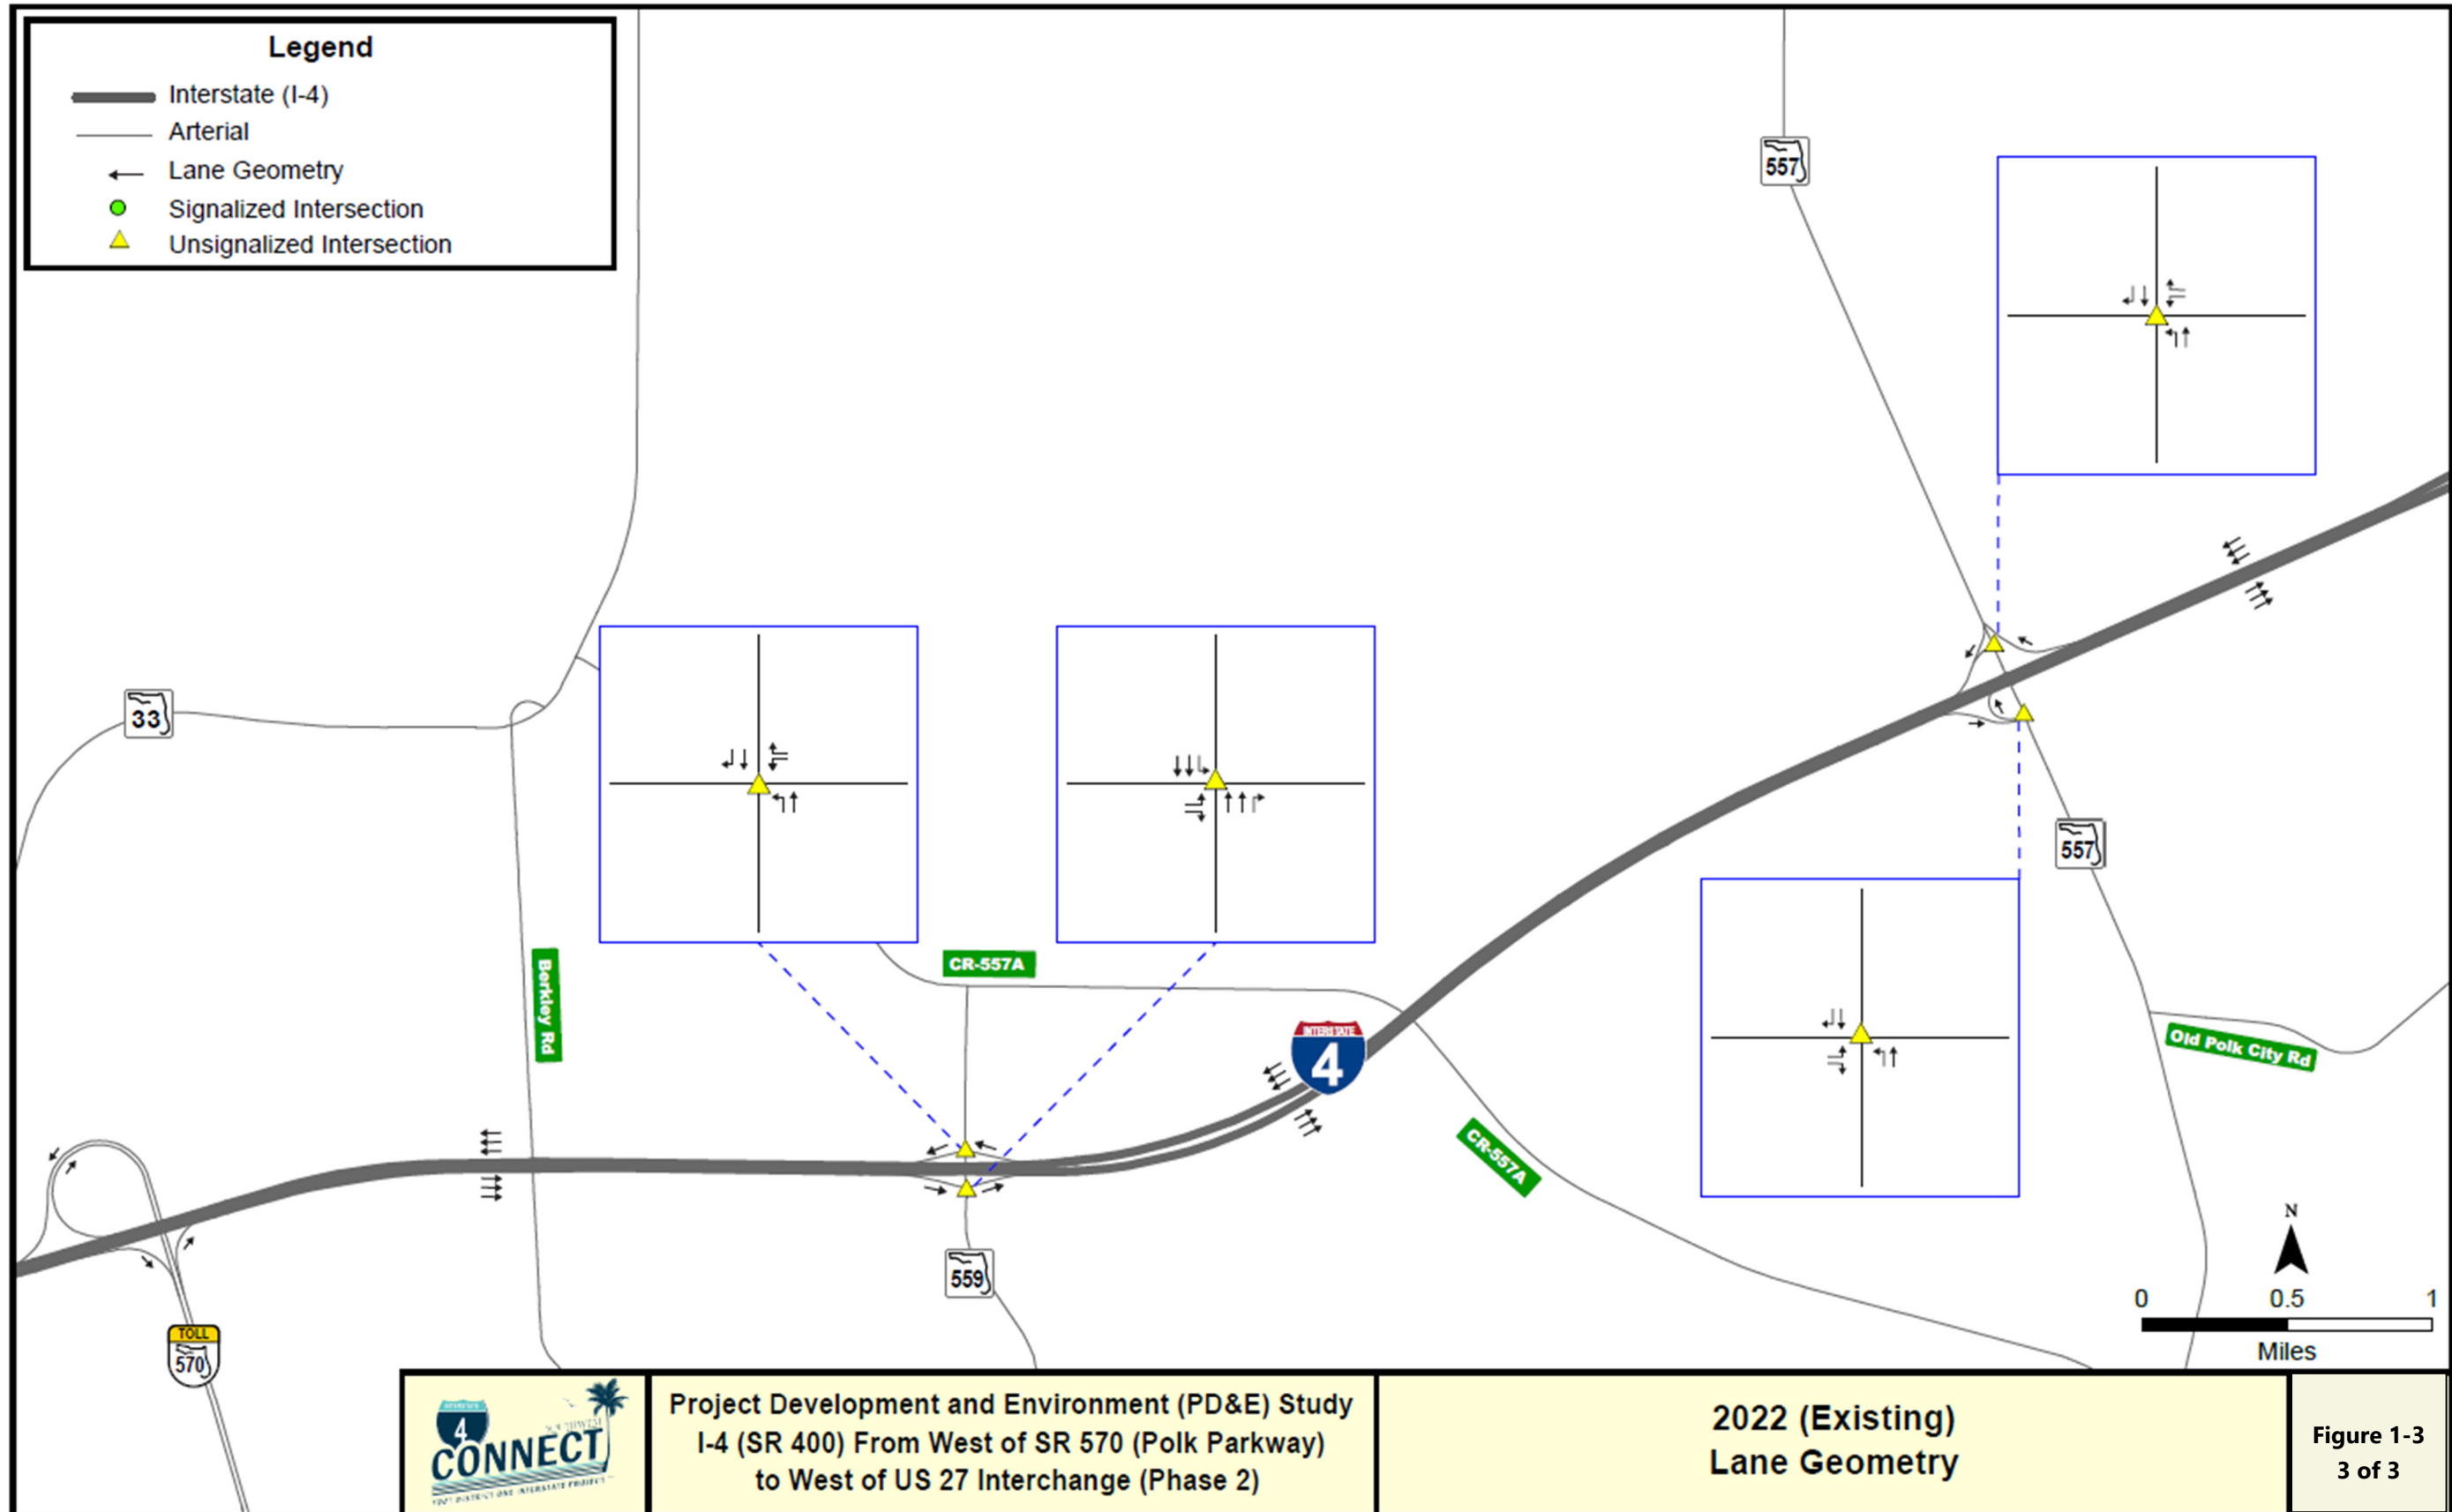 Legend
Interstate (I-4)
Arterial
Lane Geometry
Signalized Intersection
Unsignalized Intersection
557
33
Berkley Rd
CR-557A
INTERSTATE
4
557
Old Polk City Rd
CR-557A
559
TOLL
570
N
0 0.5 1
Miles
4
CONNECT
Project Development and Environment (PD&E) Study
I-4 (SR 400) From West of SR 570 (Polk Parkway)
to West of US 27 Interchange (Phase 2)
2022 (Existing)
Lane Geometry
Figure 1-3
3 of 3